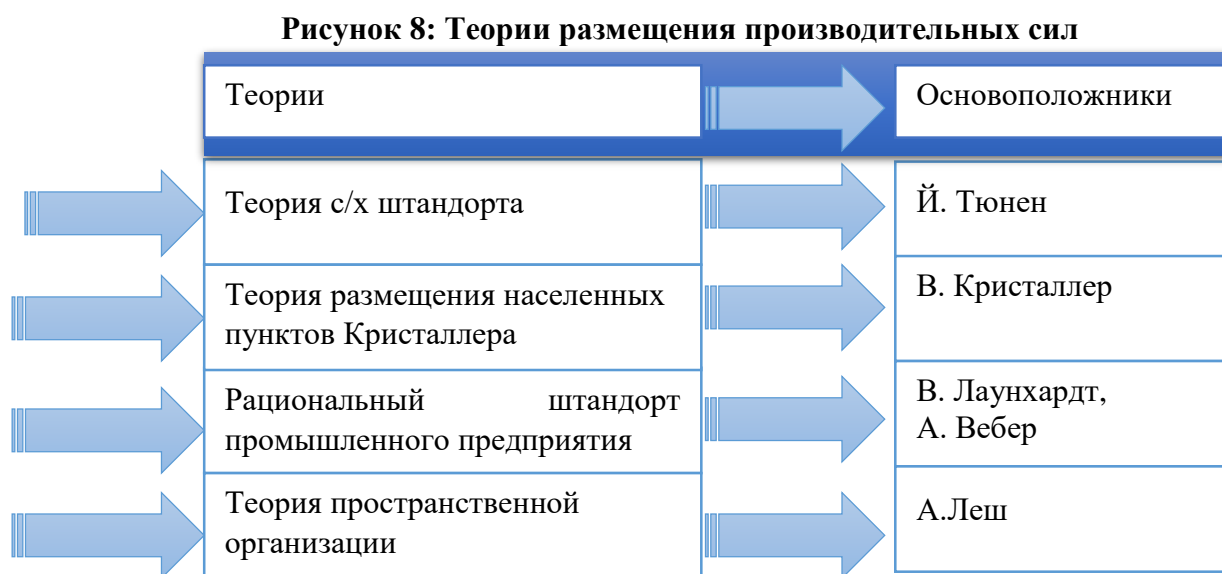 Рисунок 8: Теории размещения производительных сил
Теории
Основоположники
Теория с/х штандорта
Й. Тюнен
Теория размещения населенных
пунктов Кристаллера
В. Кристаллер
Рациональный штандорт
промышленного предприятия
В. Лаунхардт,
А. Вебер
Теория пространственной
организации
А.Леш